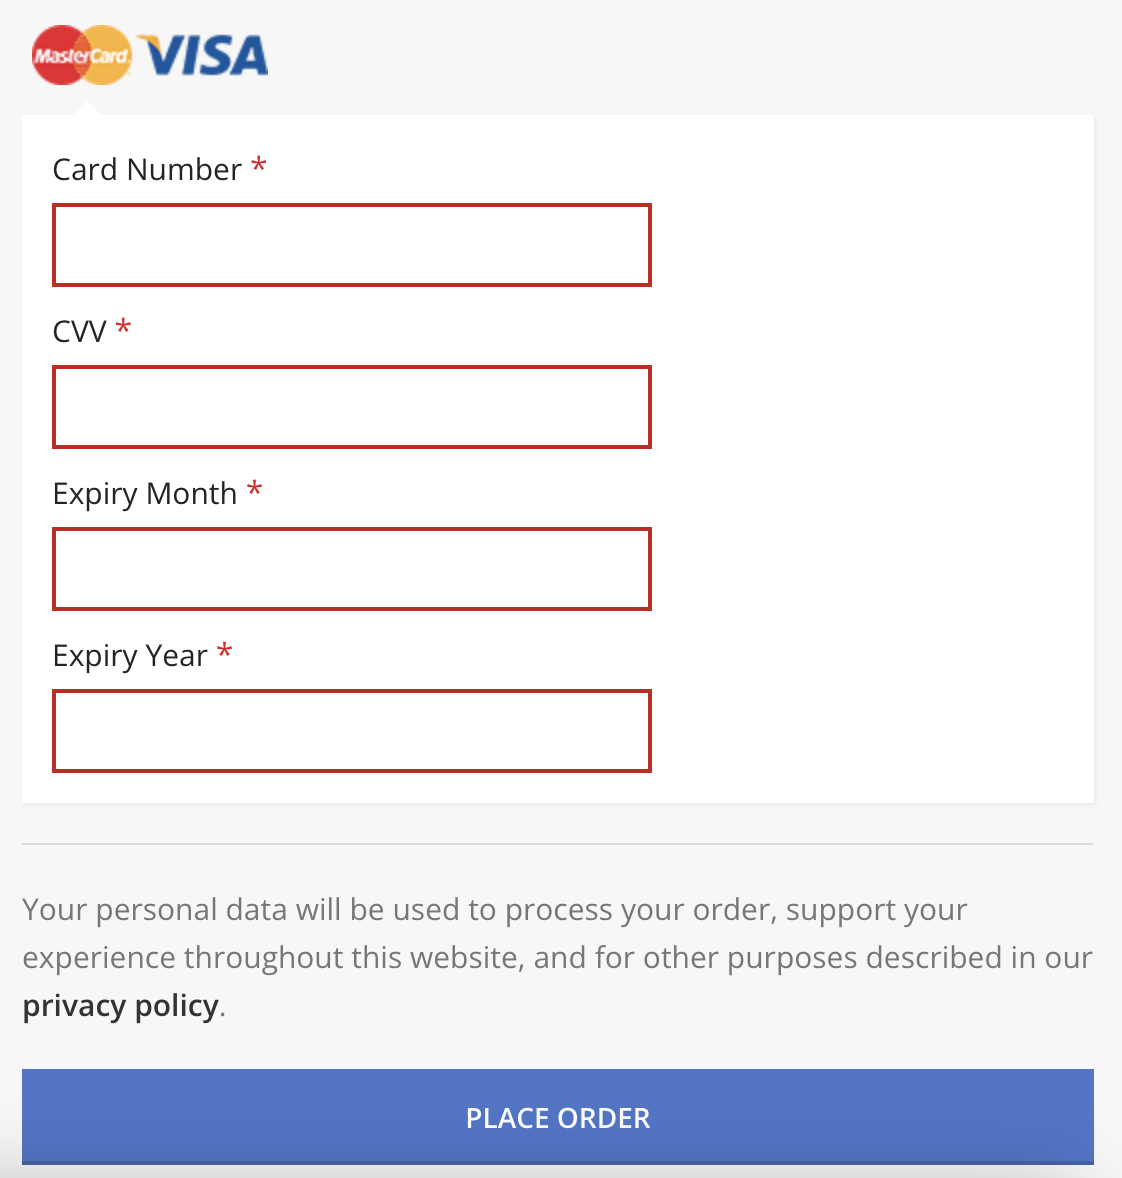 MasterCard VISA
Card Number *
CVV *
Expiry Month *
Expiry Year *
Your personal data will be used to process your order, support your
experience throughout this website, and for other purposes described in our
privacy policy.
PLACE ORDER